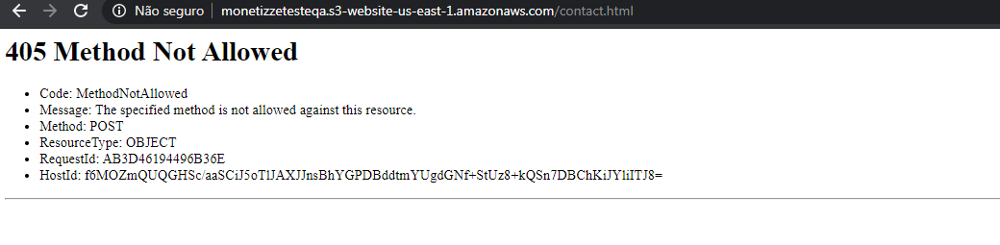 Não seguro | monetizzetesteqa.s3-website-us-east-1.amazonaws.com/contact.html
405 Method Not Allowed
• Code: MethodNotAllowed
• Message: The specified method is not allowed against this resource.
• Method: POST
• ResourceType: OBJECT
• RequestId: AB3D46194496B36E
• HostId: f6MOZmQUQGHSc/aaSCiJ5oTlJAXJJnsBhYGPDBddtmYUgdGNf+StUz8+kQSn7DBChKiJYliITJ8=